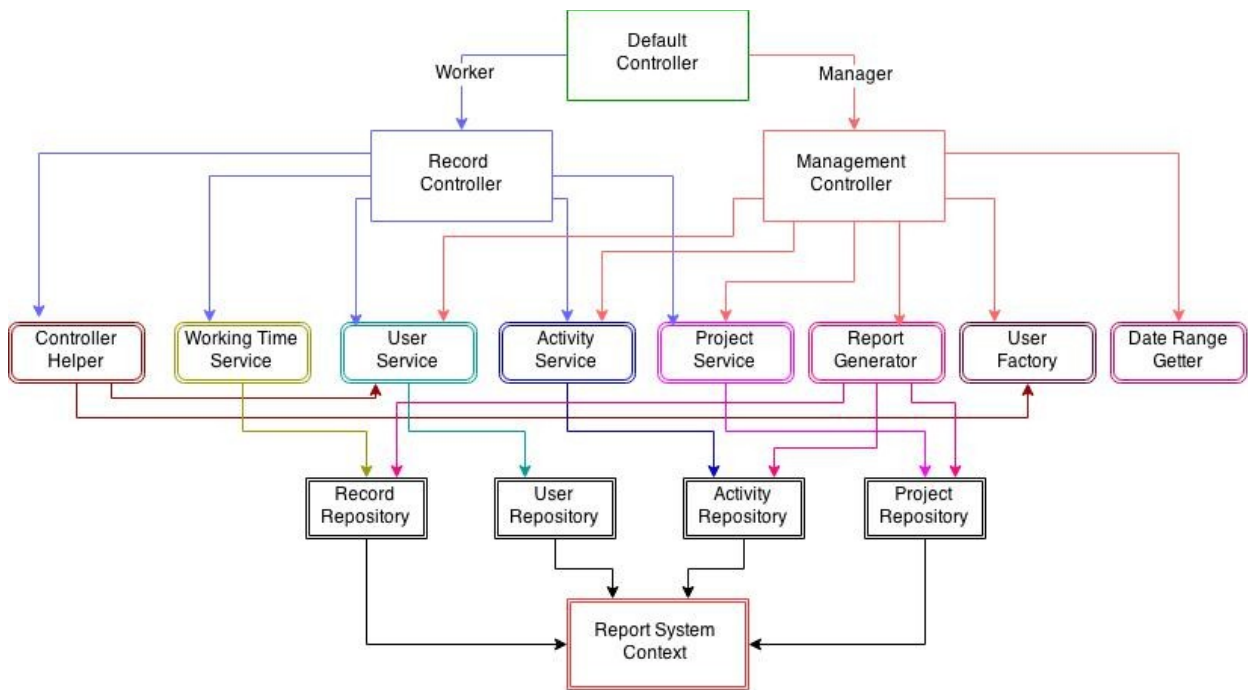 Default
Controller
Worker
Manager
Record
Controller
Management
Controller
Controller
Helper
Working Time
Service
User
Service
Activity
Service
Project
Service
Report
Generator
User
Factory
Date Range
Getter
Record
Repository
User
Repository
Activity
Repository
Project
Repository
Report System
Context